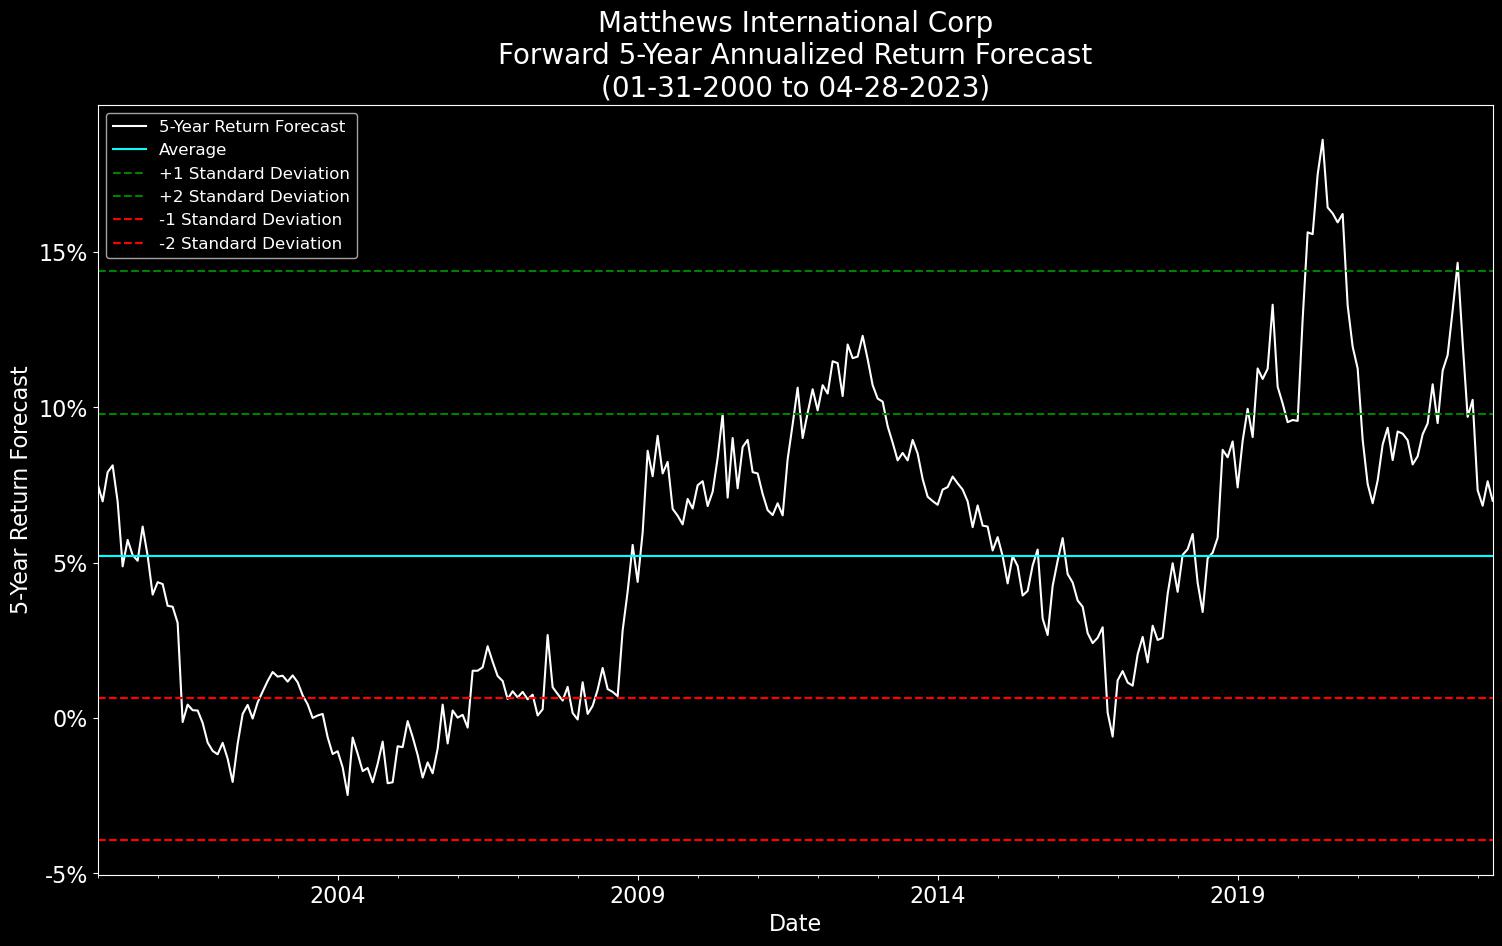 Matthews International Corp
Forward 5-Year Annualized Return Forecast
(01-31-2000 to 04-28-2023)
5-Year Return Forecast
Average
+1 Standard Deviation
+2 Standard Deviation
-1 Standard Deviation
-2 Standard Deviation
15%
10%
5%
0%
-5%
5-Year Return Forecast
2004
2009
2014
2019
Date